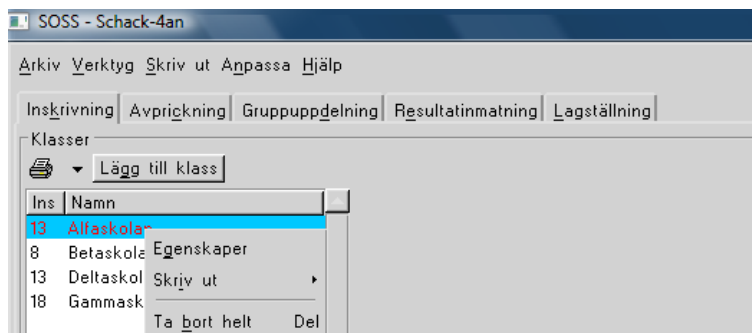 SOSS - Schack-4an
Arkiv Verktyg Skriv ut Anpassa Hjälp
Inskrivning Avprickning Gruppuppdelning Resultatinmatning Lagställning
Klasser
Lägg till klass
Ins Namn
13 Alfaskolan
8 Betaskola
Egenskaper
13 Deltaskol
Skriv ut
18 Gammask
Ta bort helt Del